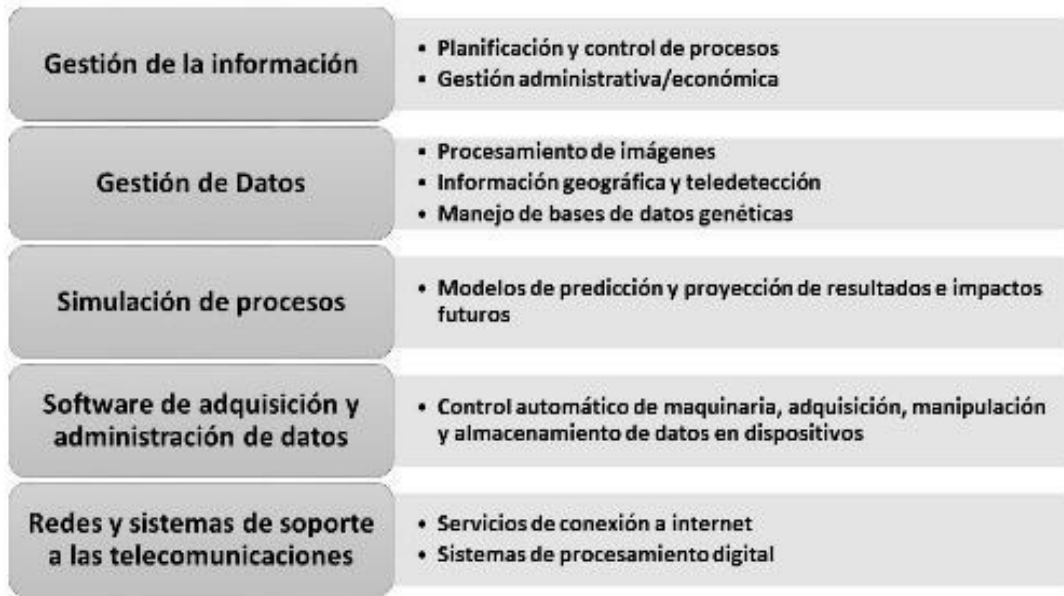 Gestión de la información
• Planificación y control de procesos
• Gestión administrativa/económica
Gestión de Datos
• Procesamiento de imágenes
• Información geográfica y teledetección
• Manejo de bases de datos genéticas
Simulación de procesos
• Modelos de predicción y proyección de resultados e impactos
futuros
Software de adquisición y
administración de datos
• Control automático de maquinaria, adquisición, manipulación
y almacenamiento de datos en dispositivos
Redes y sistemas de soporte
a las telecomunicaciones
• Servicios de conexión a internet
• Sistemas de procesamiento digital